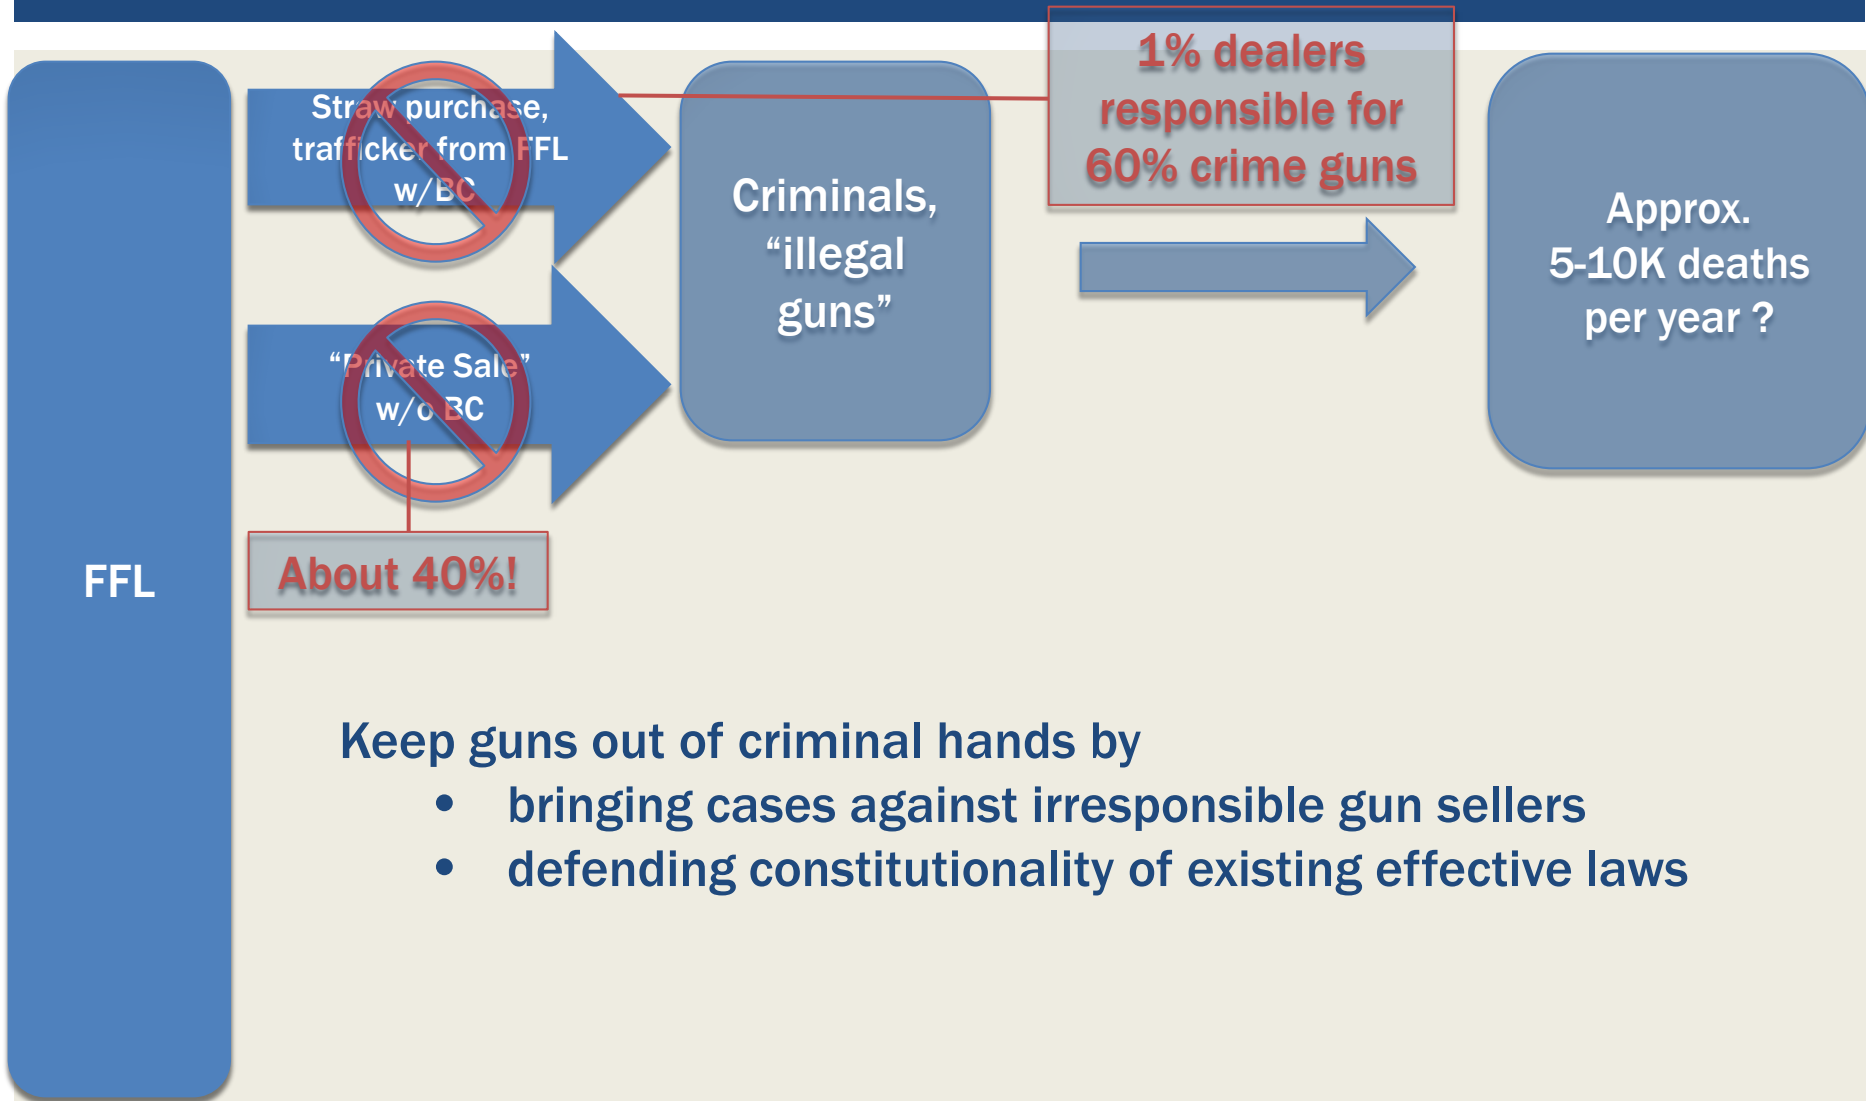 FFL
Straw purchase,
trafficker from FFL
w/BC
“Private Sale”
w/o BC
About 40%!
Criminals,
“illegal
guns”
1% dealers
responsible for
60% crime guns
Approx.
5-10K deaths
per year ?
Keep guns out of criminal hands by
• bringing cases against irresponsible gun sellers
• defending constitutionality of existing effective laws